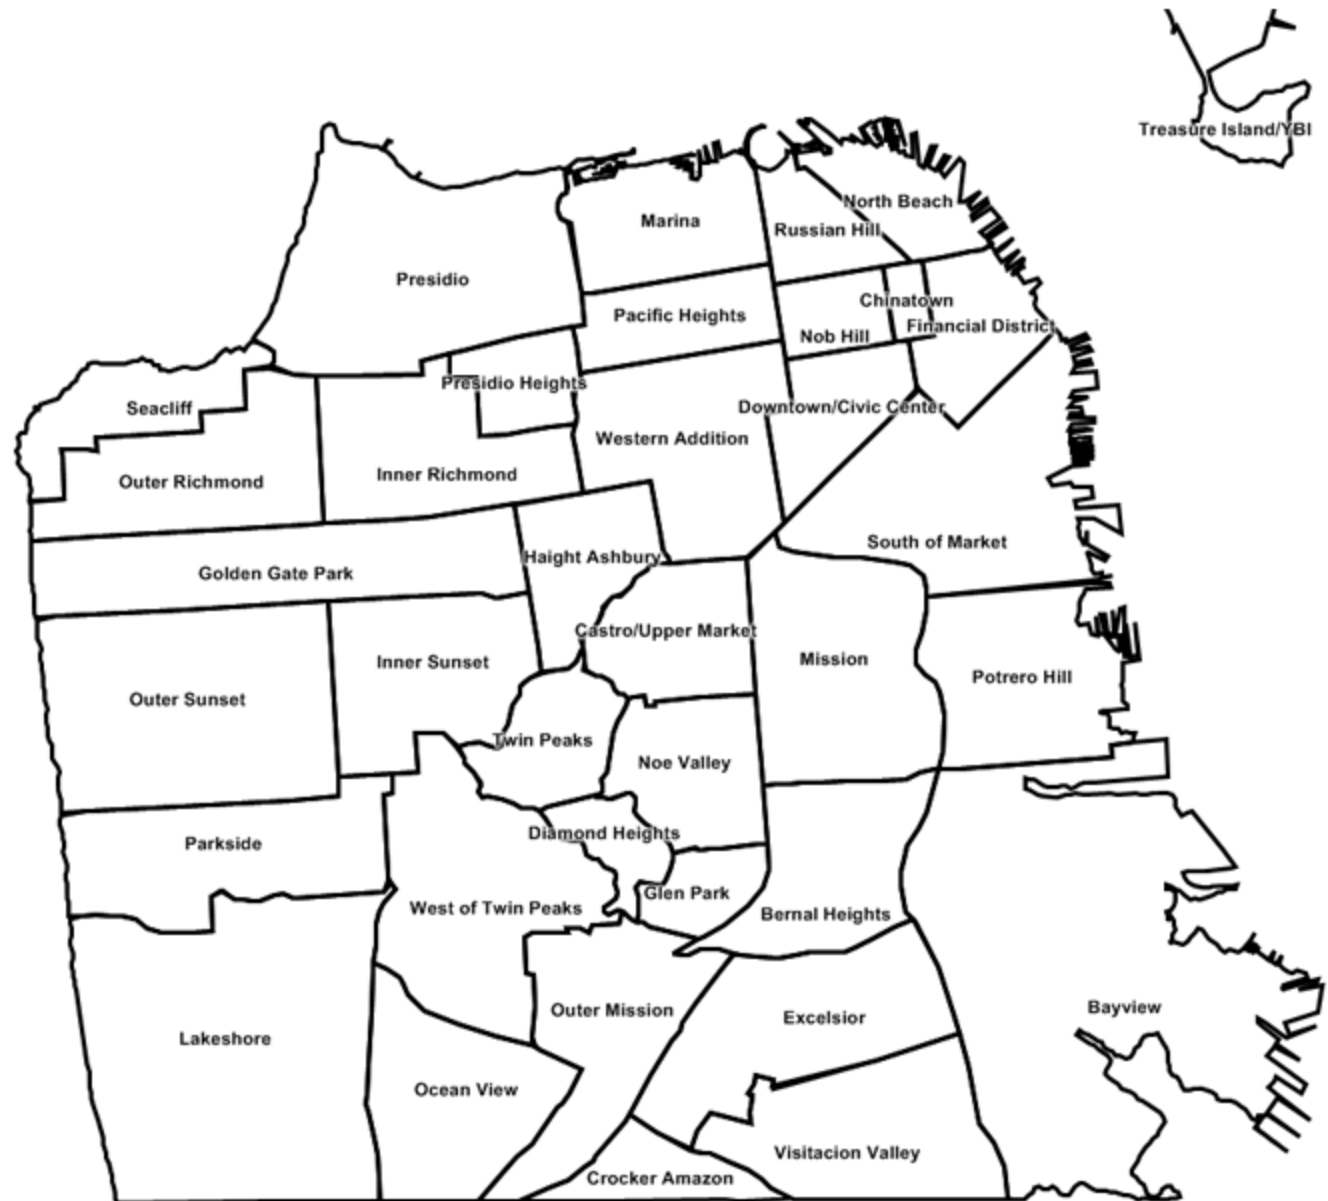 Treasure Island/YBI
North Beach
Marina
Russian Hill
Presidio
Chinatown
Pacific Heights
Financial District
Nob Hill
Presidio Heights
Seacliff
Downtown/Civic Center
Western Addition
Inner Richmond
Outer Richmond
South of Market
Haight Ashbury
Golden Gate Park
Castro/Upper Market
Mission
Inner Sunset
Potrero Hill
Outer Sunset
Twin Peaks
Noe Valley
Diamond Heights
Parkside
Glen Park
West of Twin Peaks
Bernal Heights
Bayview
Outer Mission
Excelsior
Lakeshore
Ocean View
Visitacion Valley
Crocker Amazon